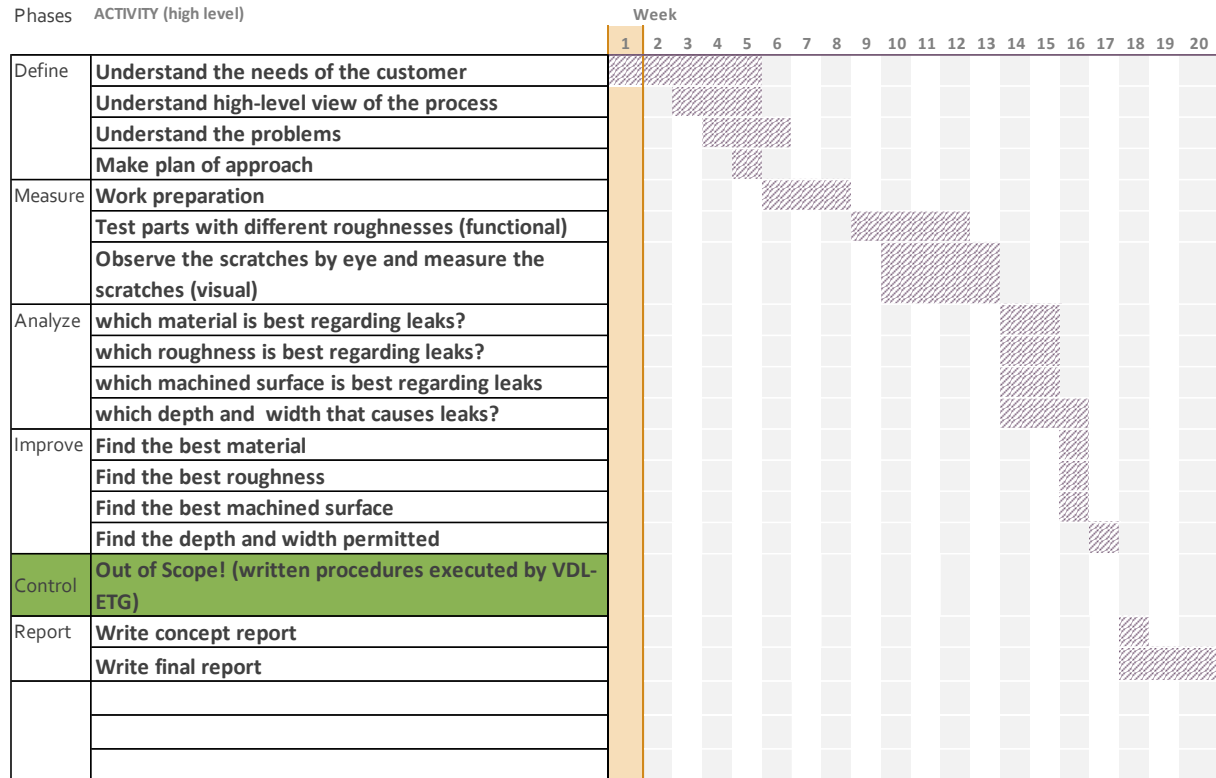 Phases ACTIVITY (high level) Week
1 2 3 4 5 6 7 8 9 10 11 12 13 14 15 16 17 18 19 20
Define Understand the needs of the customer
Understand high-level view of the process
Understand the problems
Make plan of approach
Measure Work preparation
Test parts with different roughnesses (functional)
Observe the scratches by eye and measure the
scratches (visual)
Analyze which material is best regarding leaks?
which roughness is best regarding leaks?
which machined surface is best regarding leaks
which depth and  width that causes leaks?
Improve Find the best material
Find the best roughness
Find the best machined surface
Find the depth and width permitted
Control Out of Scope! (written procedures executed by VDL-
ETG)
Report Write concept report
Write final report